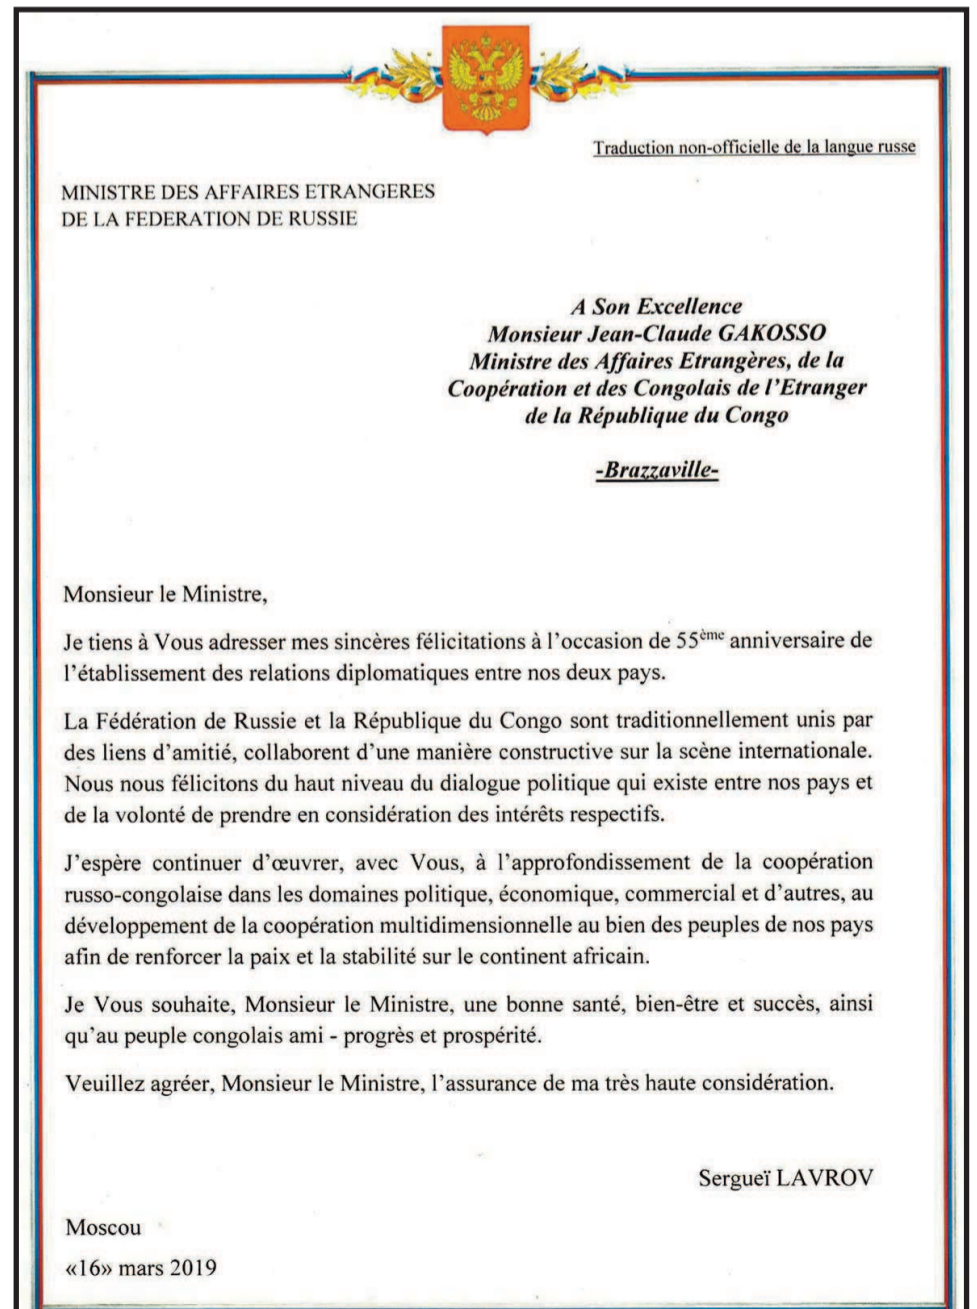 Traduction non-officielle de la langue russe
MINISTRE DES AFFAIRES ETRANGERES
DE LA FEDERATION DE RUSSIE
A Son Excellence
Monsieur Jean-Claude GAKOSSO
Ministre des Affaires Etrangères, de la
Coopération et des Congolais de l’Etranger
de la République du Congo
-Brazzaville-
Monsieur le Ministre,
Je tiens à Vous adresser mes sincères félicitations à l’occasion de 55ème anniversaire de
l’établissement des relations diplomatiques entre nos deux pays.
La Fédération de Russie et la République du Congo sont traditionnellement unis par
des liens d’amitié, collaborent d’une manière constructive sur la scène internationale.
Nous nous félicitons du haut niveau du dialogue politique qui existe entre nos pays et
de la volonté de prendre en considération des intérêts respectifs.
J’espère continuer d’œuvrer, avec Vous, à l’approfondissement de la coopération
russo-congolaise dans les domaines politique, économique, commercial et d’autres, au
développement de la coopération multidimensionnelle au bien des peuples de nos pays
afin de renforcer la paix et la stabilité sur le continent africain.
Je Vous souhaite, Monsieur le Ministre, une bonne santé, bien-être et succès, ainsi
qu’au peuple congolais ami - progrès et prospérité.
Veuillez agréer, Monsieur le Ministre, l’assurance de ma très haute considération.
Sergueï LAVROV
Moscou
«16» mars 2019